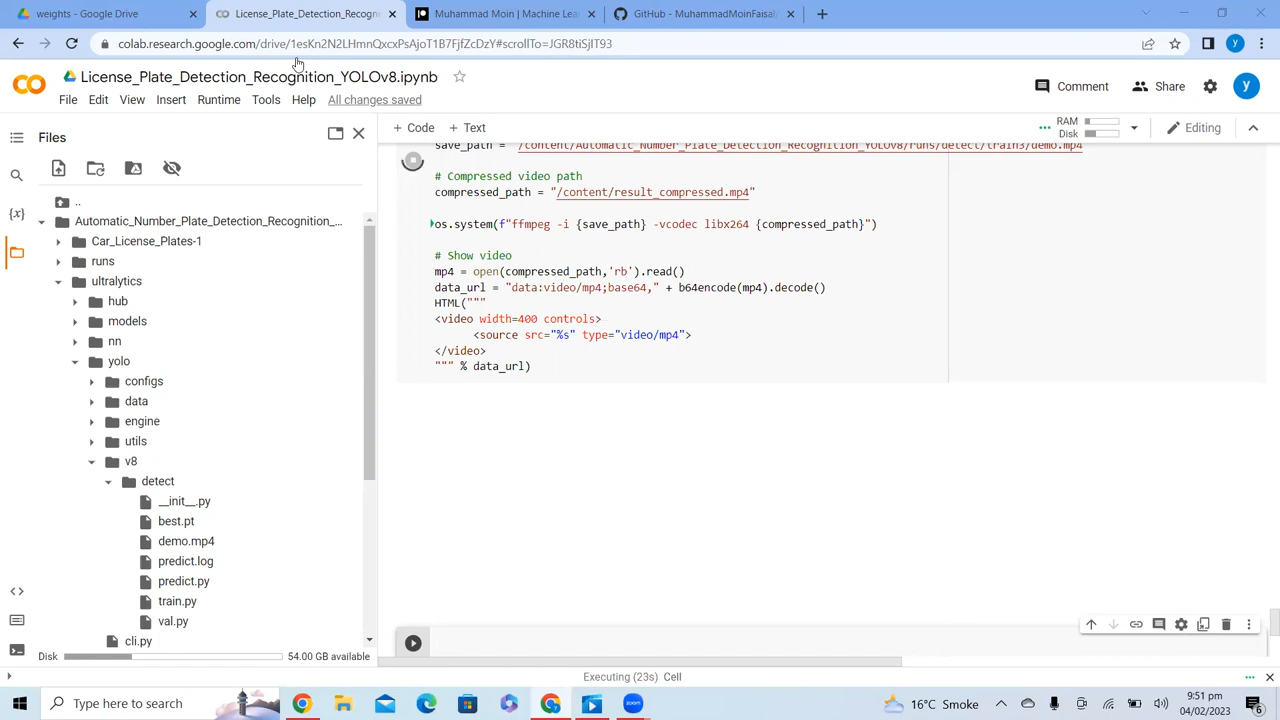 weights - Google Drive
License_Plate_Detection_Recogn
Muhammad Moin | Machine Lea
GitHub - MuhammadMoinFaisal/
colab.research.google.com/drive/1esKn2N2LHmnQxcxPsAjoT1B7FjfZcDzY#scrollTo=JGR8tiSjIT93
y
License_Plate_Detection_Recognition_YOLOv8.ipynb
Comment
Share
y
File Edit View Insert Runtime Tools Help All changes saved
Files
+ Code + Text
RAM
Disk
Editing
..
Automatic_Number_Plate_Detection_Recognition_...
Car_License_Plates-1
runs
ultralytics
hub
models
nn
yolo
configs
data
engine
utils
v8
detect
__init__.py
best.pt
demo.mp4
predict.log
predict.py
train.py
val.py
cli.py
Disk
54.00 GB available
save_path = "/content/Automatic_Number_Plate_Detection_Recognition_YOLOv8/runs/detect/train3/demo.mp4"
# Compressed video path
compressed_path = "/content/result_compressed.mp4"
os.system(f"ffmpeg -i {save_path} -vcodec libx264 {compressed_path}")
# Show video
mp4 = open(compressed_path,'rb').read()
data_url = "data:video/mp4;base64," + b64encode(mp4).decode()
HTML("""
<video width=400 controls>
<source src="%s" type="video/mp4">
</video>
""" % data_url)
Executing (23s) Cell
Type here to search
zoom
16°C Smoke
9:51 pm
04/02/2023
6